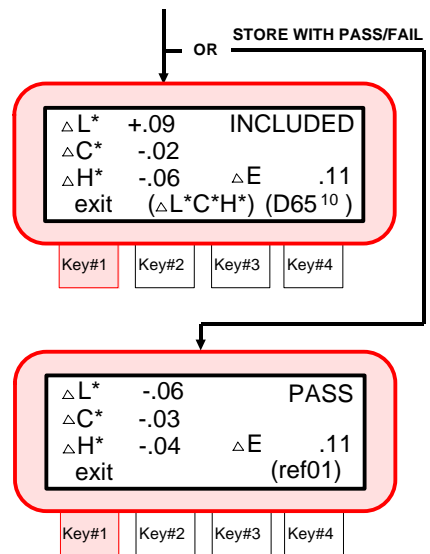 STORE WITH PASS/FAIL
OR
△L* +.09 INCLUDED
△C* -.02
△H* -.06 △E .11
exit (△L*C*H*) (D65 10 )
Key#1 Key#2 Key#3 Key#4
△L* -.06 PASS
△C* -.03
△H* -.04 △E .11
exit (ref01)
Key#1 Key#2 Key#3 Key#4